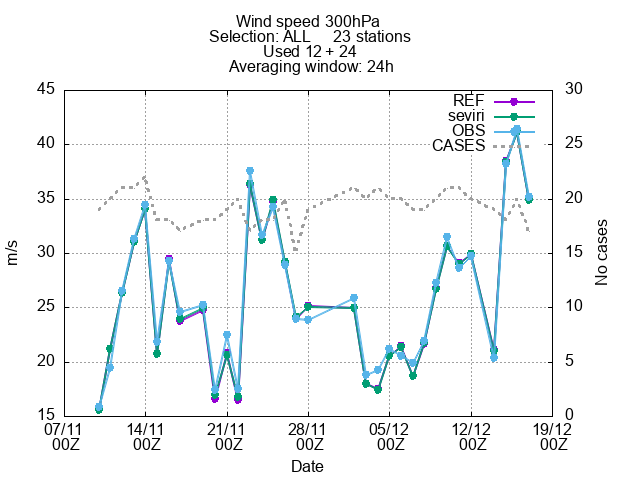 Wind speed 300hPa
Selection: ALL     23 stations
Used 12 + 24
Averaging window: 24h
45 30
REF
seviri
OBS
CASES
40 25
35 20
30 15
25 10
20 5
15 0
m/s
No cases
07/11 14/11 21/11 28/11 05/12 12/12 19/12
00Z 00Z 00Z 00Z 00Z 00Z 00Z
Date